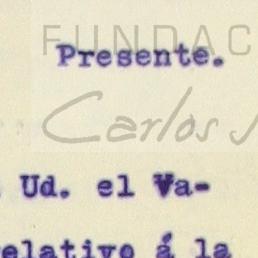 FUNDAC
Presente.
Carlos
Ud. el Va-
elativo á la